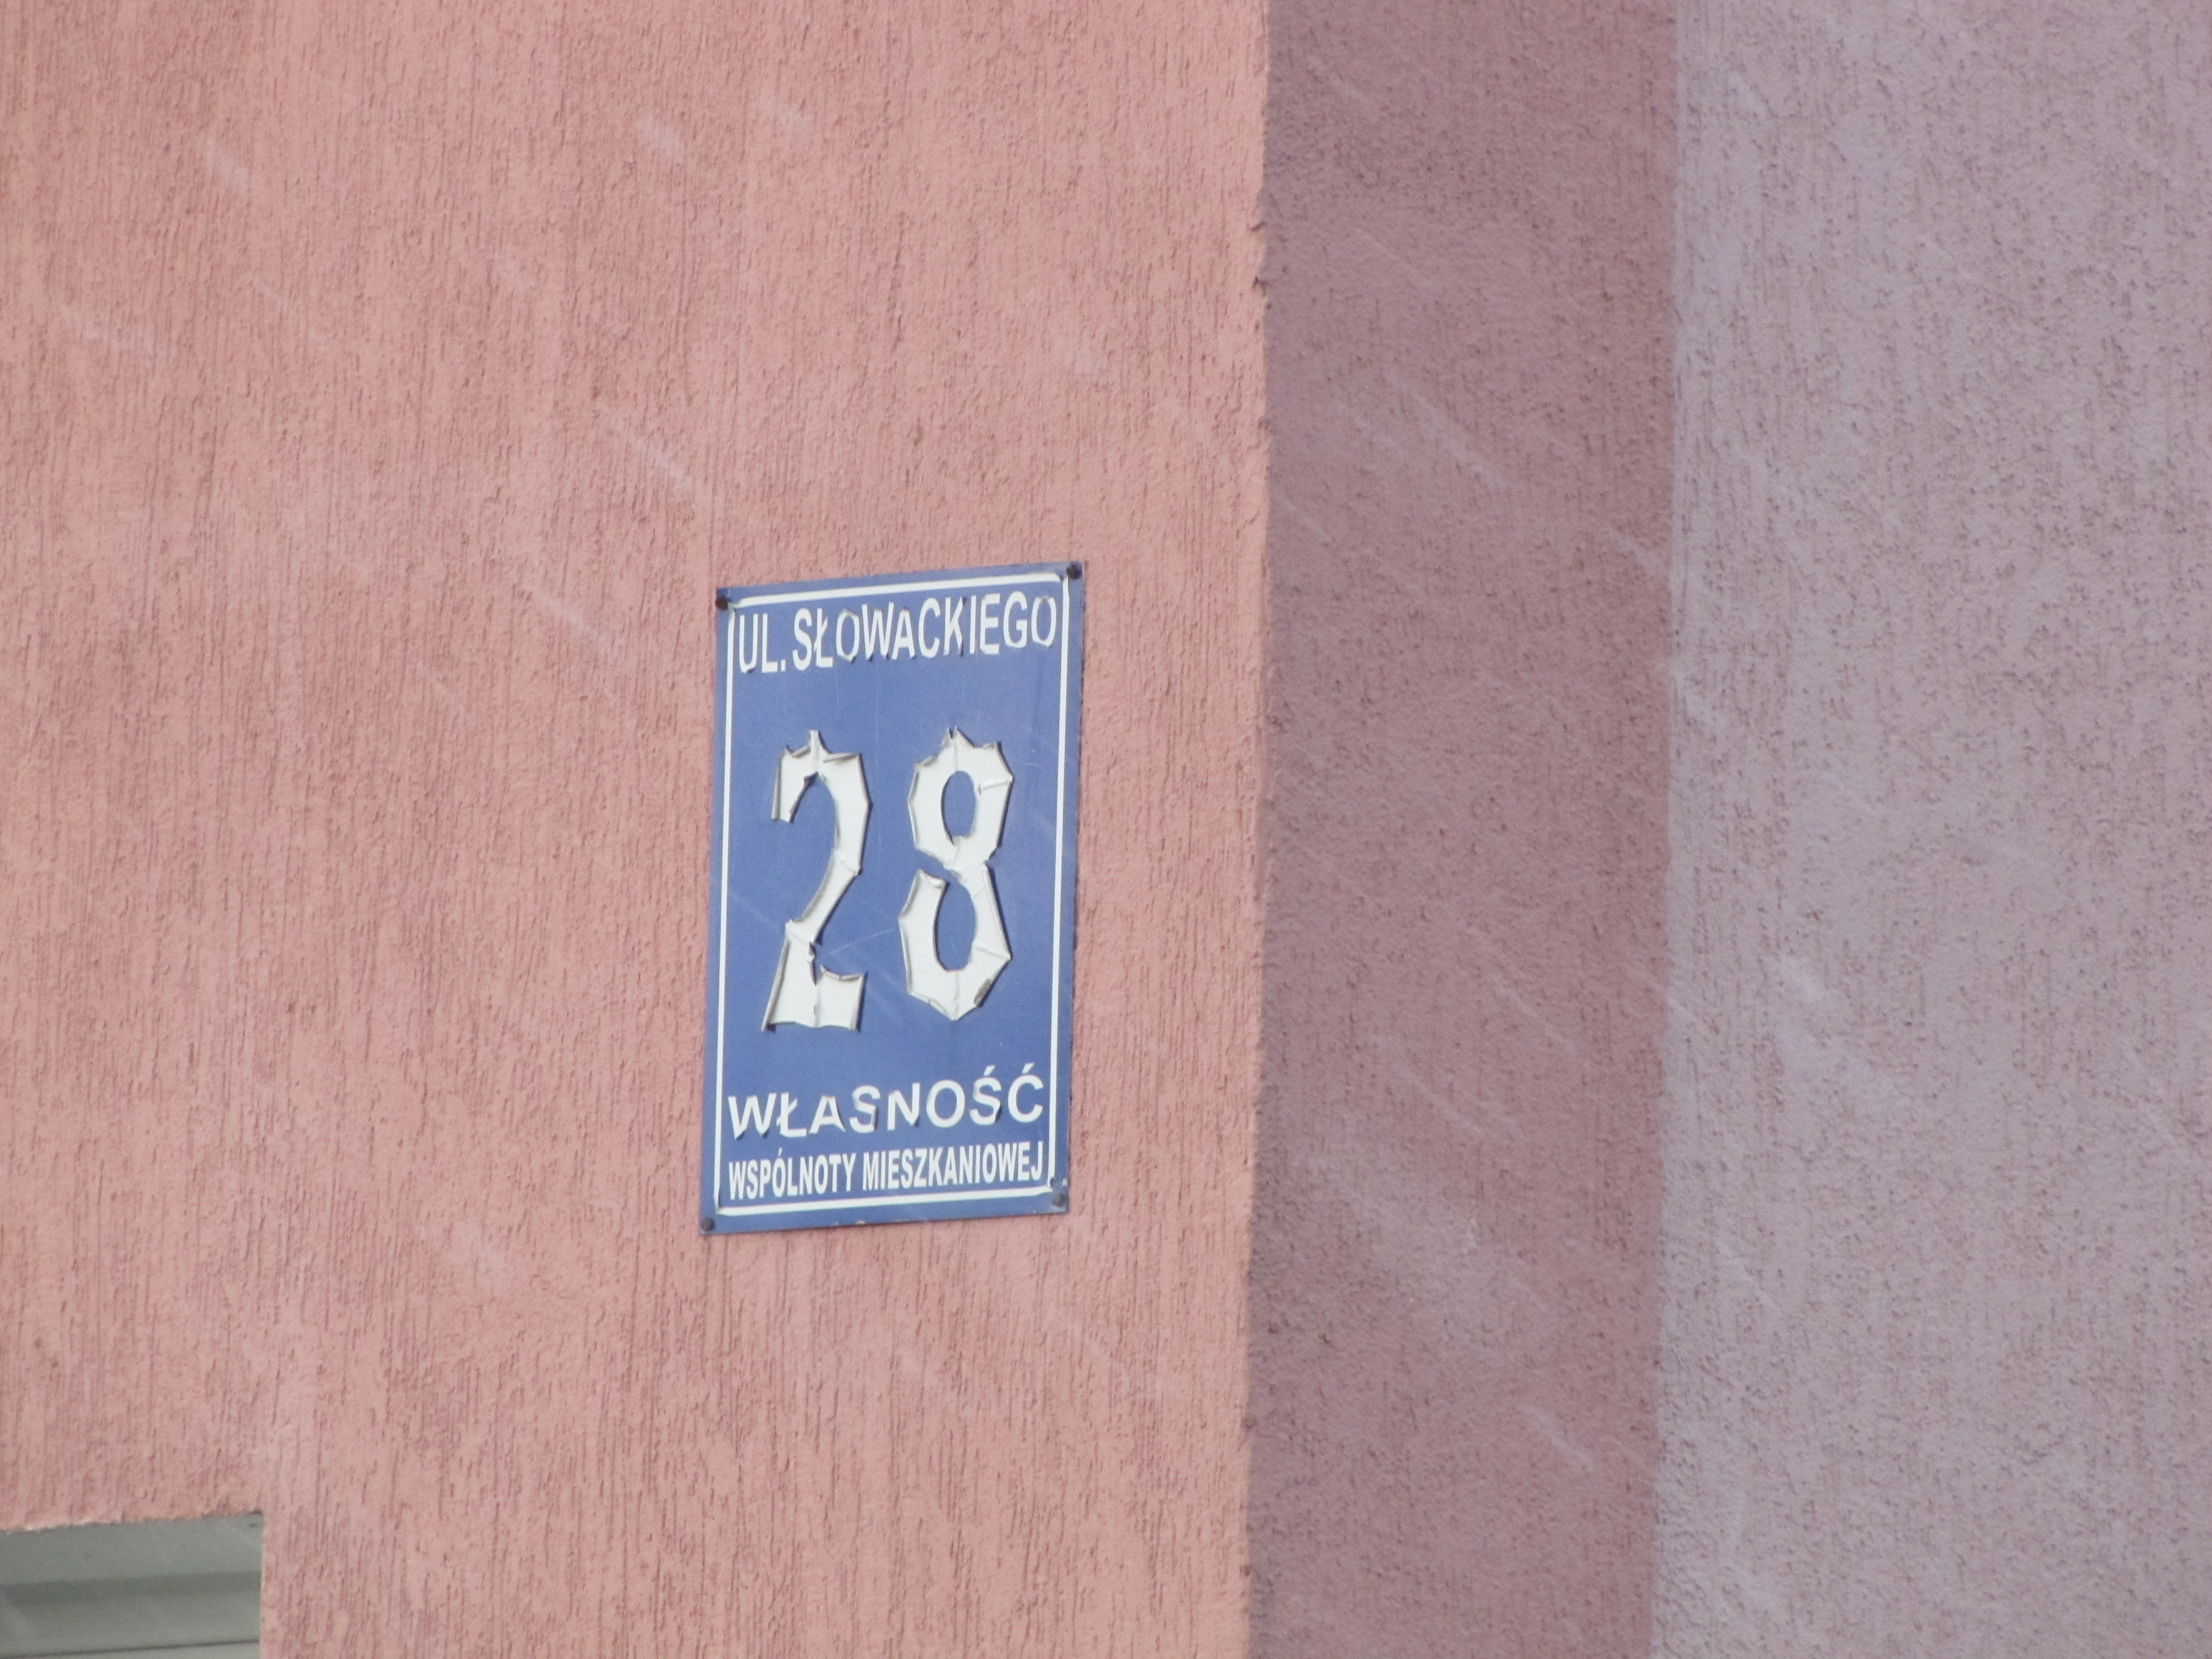 UL. SŁOWACKIEGO
28
WŁASNOŚĆ
WSPÓLNOTY MIESZKANIOWEJ